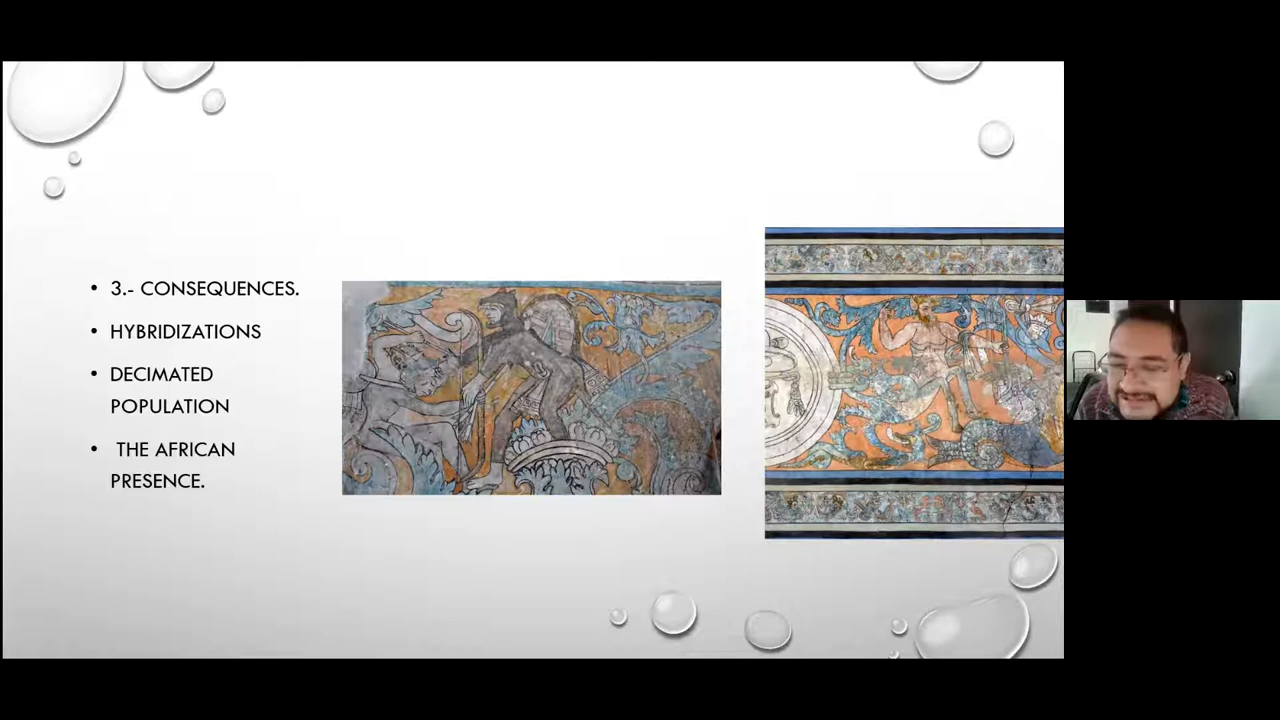 3.- CONSEQUENCES.
HYBRIDIZATIONS
DECIMATED
POPULATION
THE AFRICAN
PRESENCE.